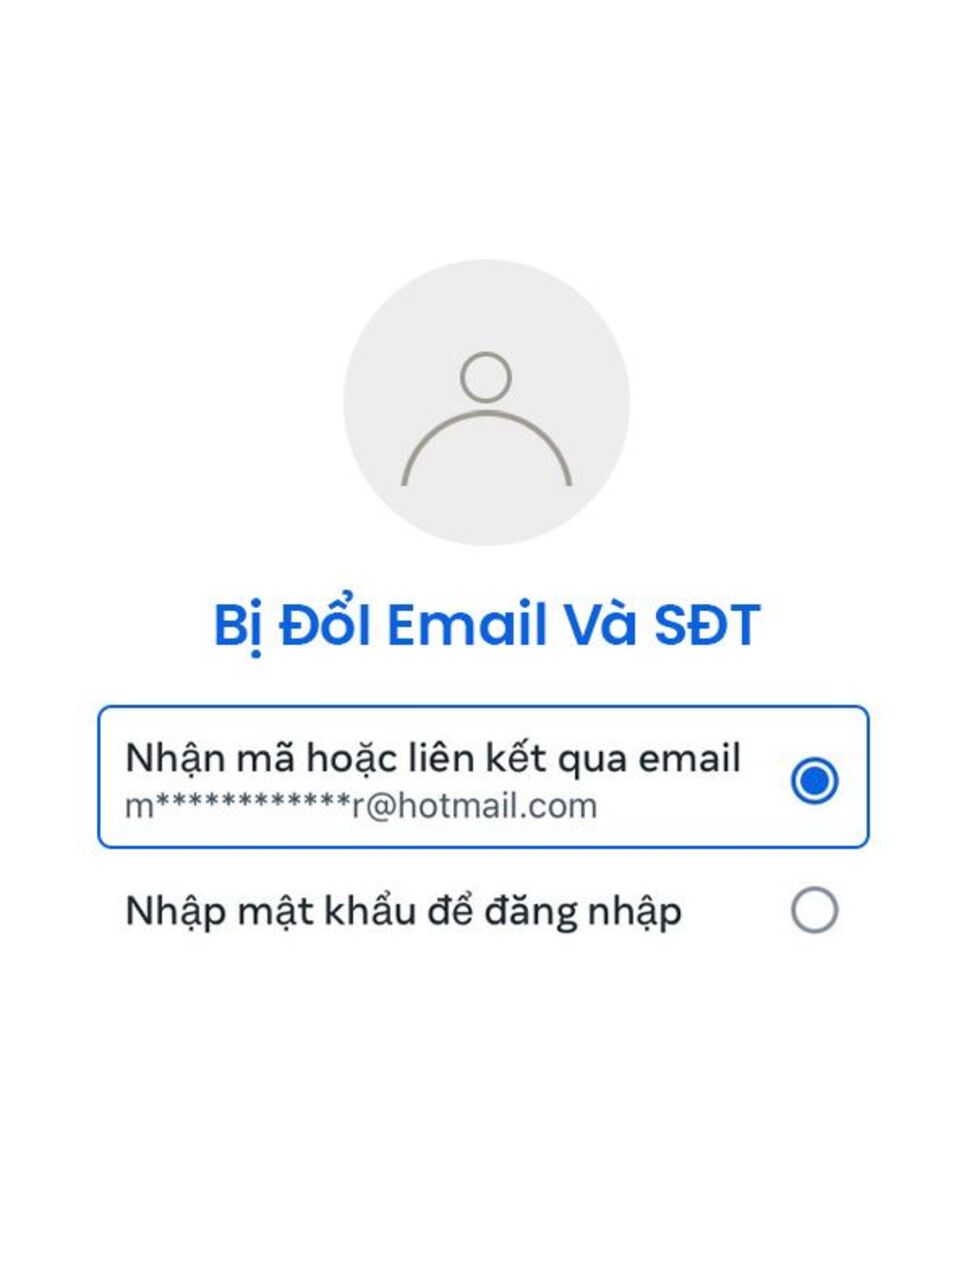 Bị Đổl Email Và SĐT
Nhận mã hoặc liên kết qua email
m************r@hotmail.com
Nhập mật khẩu để đăng nhập